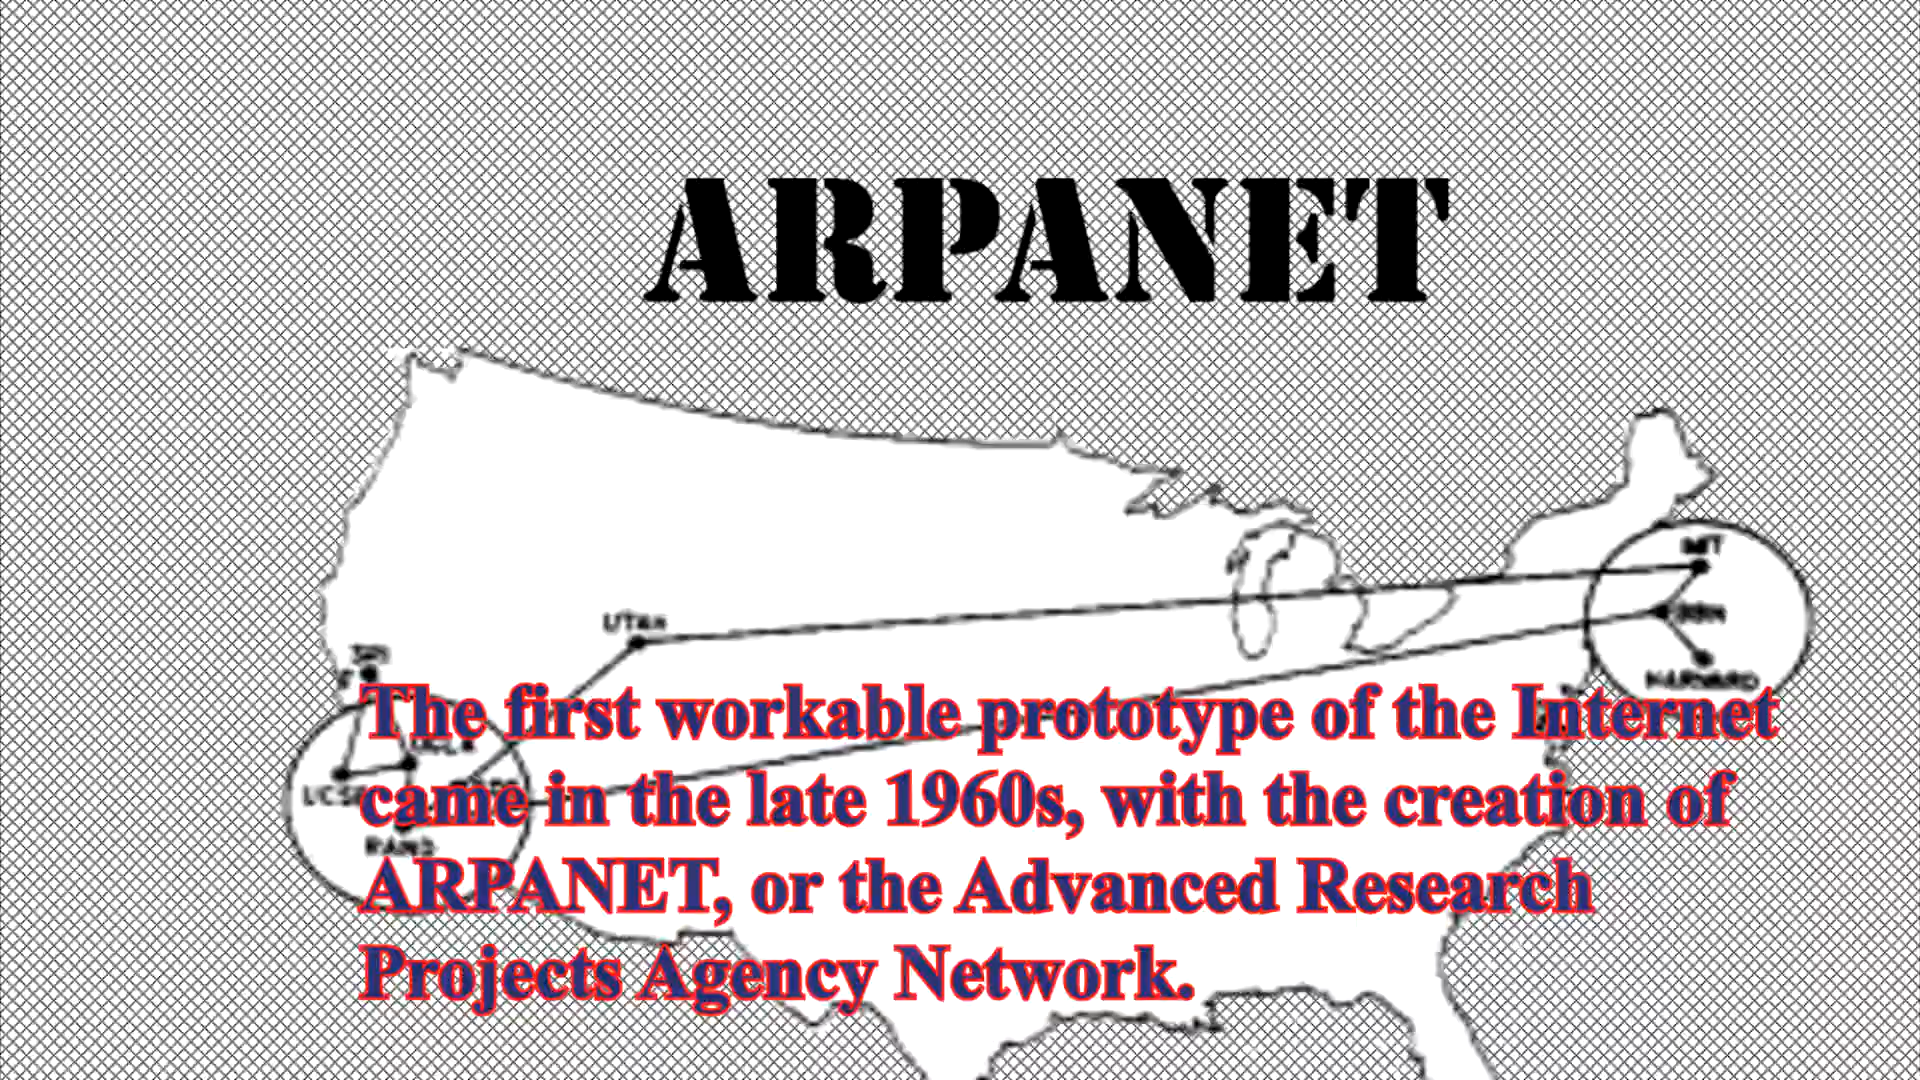 ARPANET
MIT
UTAH
BBN
SRI
HARVARD
The first workable prototype of the Internet
UCLA
came in the late 1960s, with the creation of
RAND
ARPANET, or the Advanced Research
Projects Agency Network.